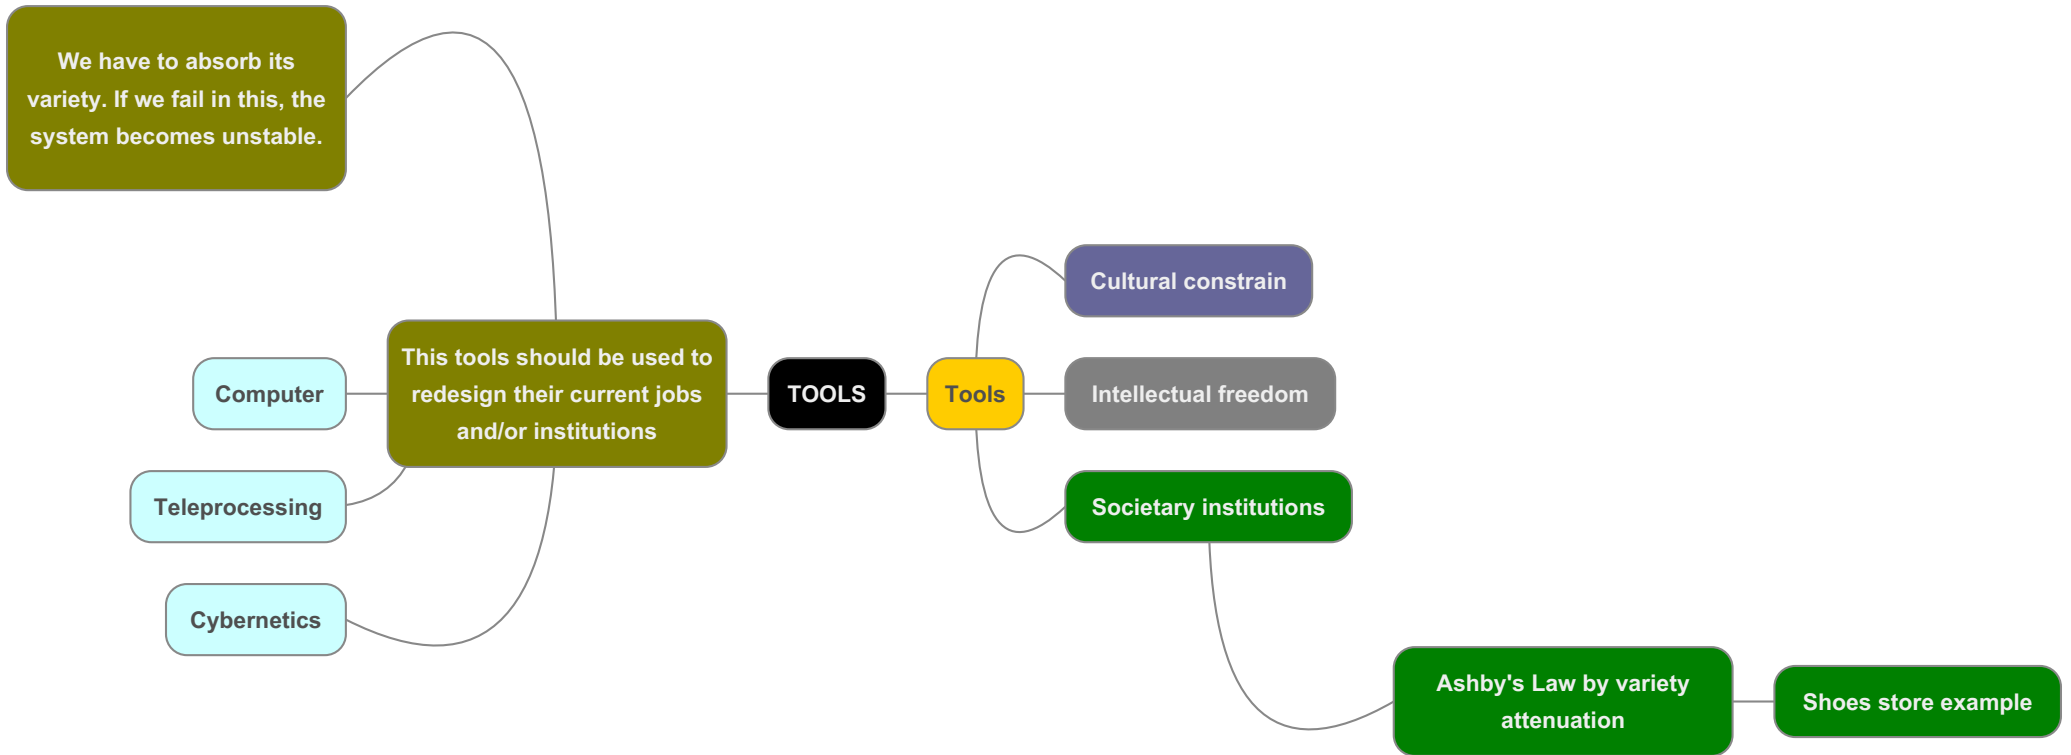 We have to absorb its
variety. If we fail in this, the
system becomes unstable.
This tools should be used to
redesign their current jobs
and/or institutions
Computer
Teleprocessing
Cybernetics
TOOLS
Tools
Cultural constrain
Intellectual freedom
Societary institutions
Ashby's Law by variety
attenuation
Shoes store example